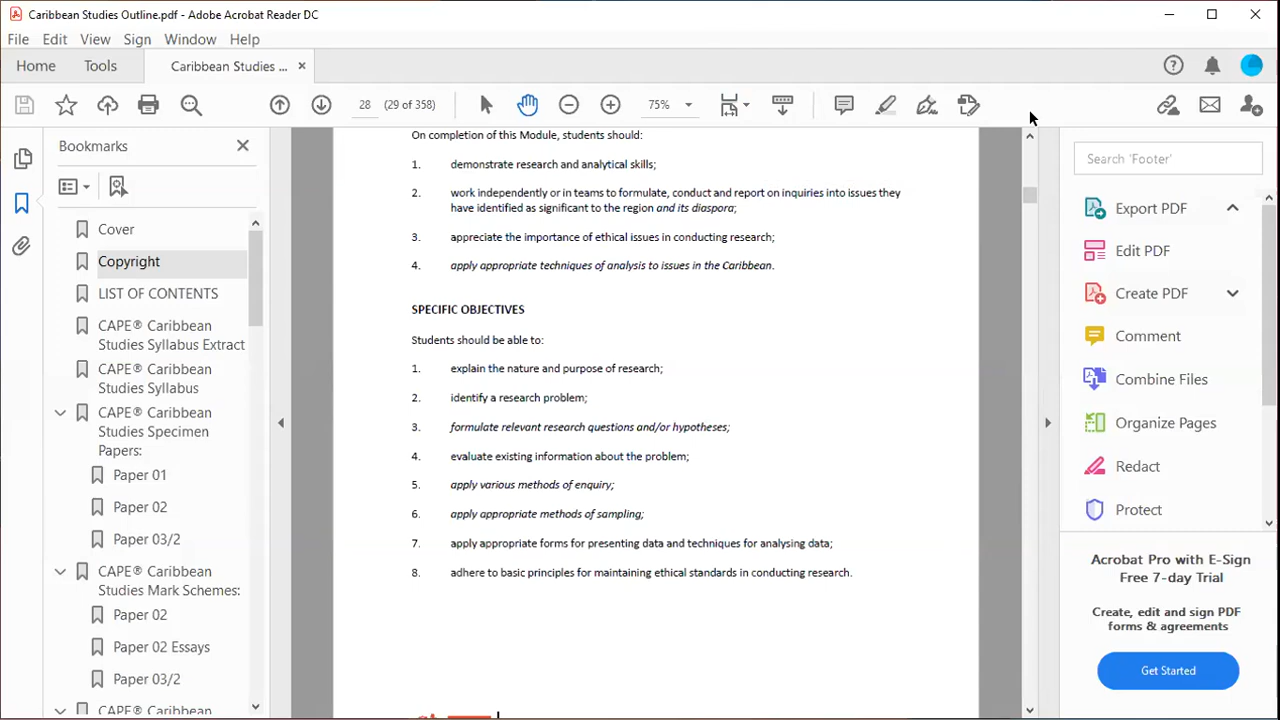 Caribbean Studies Outline.pdf - Adobe Acrobat Reader DC
File Edit View Sign Window Help
Home Tools Caribbean Studies ... ×
28 (29 of 358) 75%
Bookmarks
Cover
Copyright
LIST OF CONTENTS
CAPE® Caribbean
Studies Syllabus Extract
CAPE® Caribbean
Studies Syllabus
CAPE® Caribbean
Studies Specimen
Papers:
Paper 01
Paper 02
Paper 03/2
CAPE® Caribbean
Studies Mark Schemes:
Paper 02
Paper 02 Essays
Paper 03/2
CAPE® Caribbean
On completion of this Module, students should:
1. demonstrate research and analytical skills;
2. work independently or in teams to formulate, conduct and report on inquiries into issues they
have identified as significant to the region and its diaspora;
3. appreciate the importance of ethical issues in conducting research;
4. apply appropriate techniques of analysis to issues in the Caribbean.
SPECIFIC OBJECTIVES
Students should be able to:
1. explain the nature and purpose of research;
2. identify a research problem;
3. formulate relevant research questions and/or hypotheses;
4. evaluate existing information about the problem;
5. apply various methods of enquiry;
6. apply appropriate methods of sampling;
7. apply appropriate forms for presenting data and techniques for analysing data;
8. adhere to basic principles for maintaining ethical standards in conducting research.
Search 'Footer'
Export PDF
Edit PDF
Create PDF
Comment
Combine Files
Organize Pages
Redact
Protect
Acrobat Pro with E-Sign
Free 7-day Trial
Create, edit and sign PDF
forms & agreements
Get Started